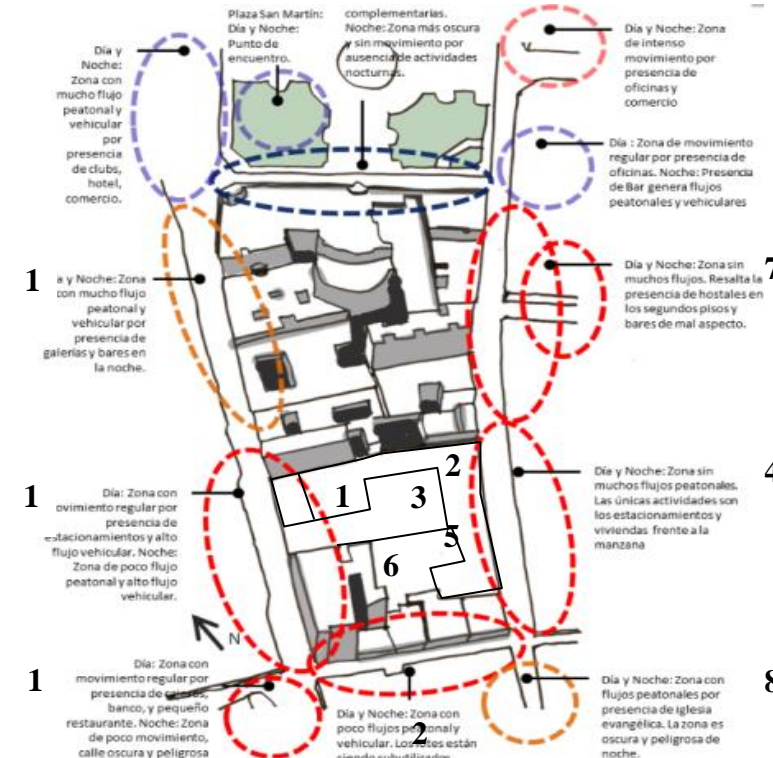 Plaza San Martín:
Día y Noche:
Punto de
encuentro.
complementarias.
Noche: Zona más oscura
y sin movimiento por
ausencia de actividades
nocturnas.
Día y Noche: Zona
de intenso
movimiento por
presencia de
oficinas y
comercio
Día y
Noche:
Zona con
mucho flujo
peatonal y
vehicular
por
presencia
de clubs,
hotel,
comercio.
Día : Zona de movimiento
regular por presencia de
oficinas. Noche: Presencia
de Bar genera flujos
peatonales y vehiculares
1
a y Noche: Zona
con mucho flujo
peatonal y
vehicular por
presencia de
galerías y bares en
la noche.
Día y Noche: Zona sin
muchos flujos. Resalta la
presencia de hostales en
los segundos pisos y
bares de mal aspecto.
7
2
1
3
5
6
1
Día: Zona con
movimiento regular por
presencia de
estacionamientos y alto
flujo vehicular. Noche:
Zona de poco flujo
peatonal y alto flujo
vehicular.
Día y Noche: Zona sin
muchos flujos peatonales.
Las únicas actividades son
los estacionamientos y
viviendas frente a la
manzana
4
N
1
Día: Zona con
movimiento regular por
presencia de cajeros,
banco, y pequeño
restaurante. Noche: Zona
de poco movimiento,
calle oscura y peligrosa
Día y Noche: Zona con
poco flujos peatonal y
vehicular. Los lotes están
siendo subutilizados
2
Día y Noche: Zona con
flujos peatonales por
presencia de iglesia
evangélica. La zona es
oscura y peligrosa de
noche.
8